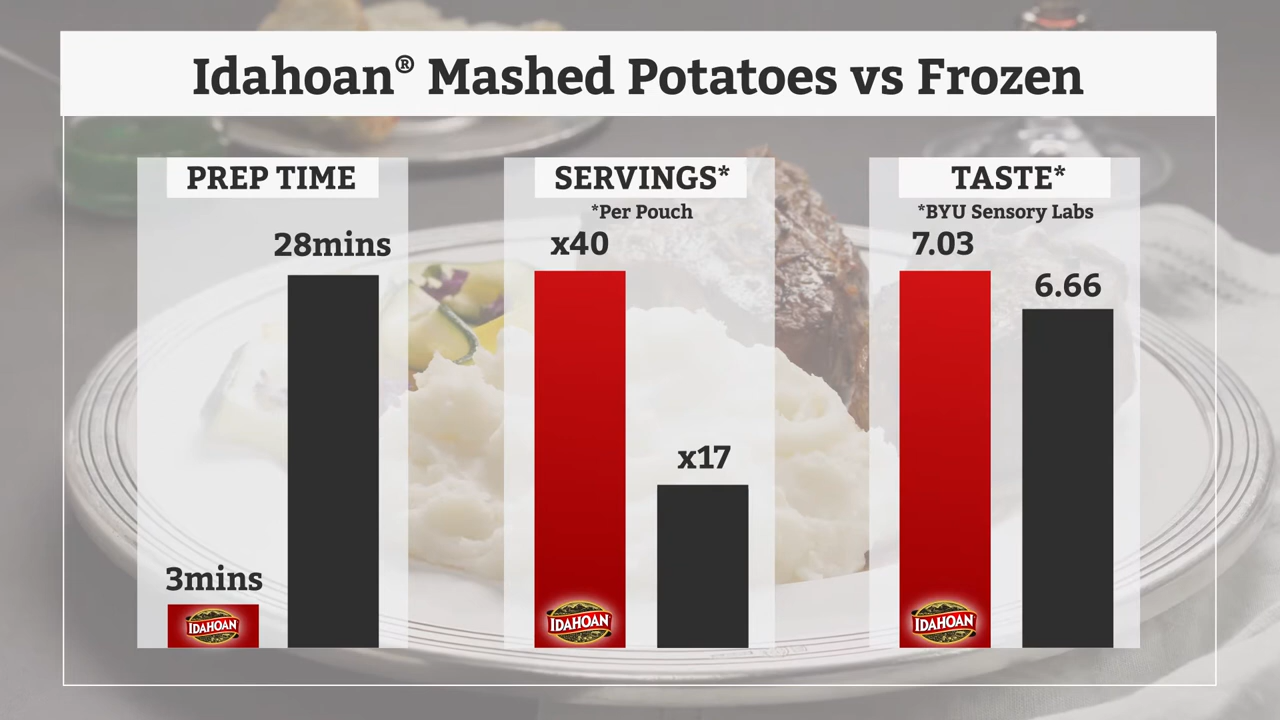 Idahoan® Mashed Potatoes vs Frozen
PREP TIME
28mins
3mins
IDAHOAN
SERVINGS*
*Per Pouch
x40
x17
IDAHOAN
TASTE*
*BYU Sensory Labs
7.03
6.66
IDAHOAN